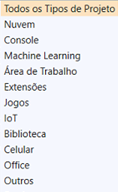 Todos os Tipos de Projeto
Nuvem
Console
Machine Learning
Área de Trabalho
Extensões
Jogos
IoT
Biblioteca
Celular
Office
Outros